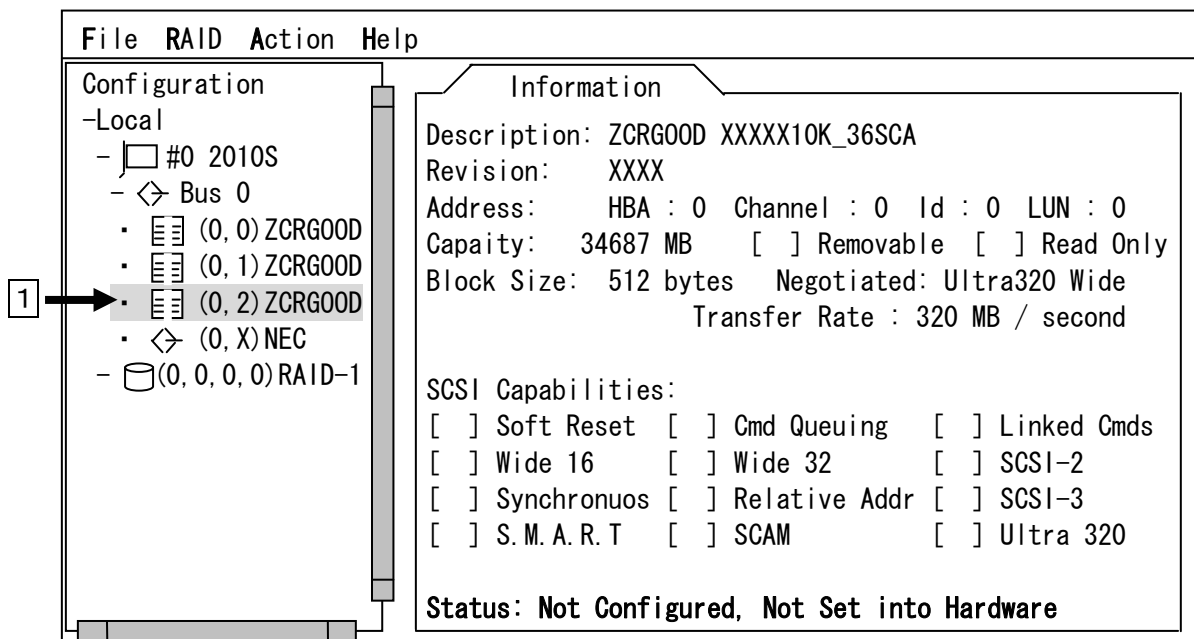 File RAID Action Help
Configuration
-Local
- #0 2010S
- Bus 0
・ (0,0)ZCRGOOD
・ (0,1)ZCRGOOD
1
・ (0,2)ZCRGOOD
・ (0,X)NEC
- (0,0,0,0)RAID-1
Information
Description: ZCRGOOD XXXXX10K_36SCA
Revision: XXXX
Address: HBA : 0 Channel : 0 Id : 0 LUN : 0
Capaity: 34687 MB [ ] Removable [ ] Read Only
Block Size: 512 bytes Negotiated: Ultra320 Wide
Transfer Rate : 320 MB / second
SCSI Capabilities:
[ ] Soft Reset [ ] Cmd Queuing [ ] Linked Cmds
[ ] Wide 16 [ ] Wide 32 [ ] SCSI-2
[ ] Synchronuos [ ] Relative Addr [ ] SCSI-3
[ ] S.M.A.R.T [ ] SCAM [ ] Ultra 320
Status: Not Configured, Not Set into Hardware